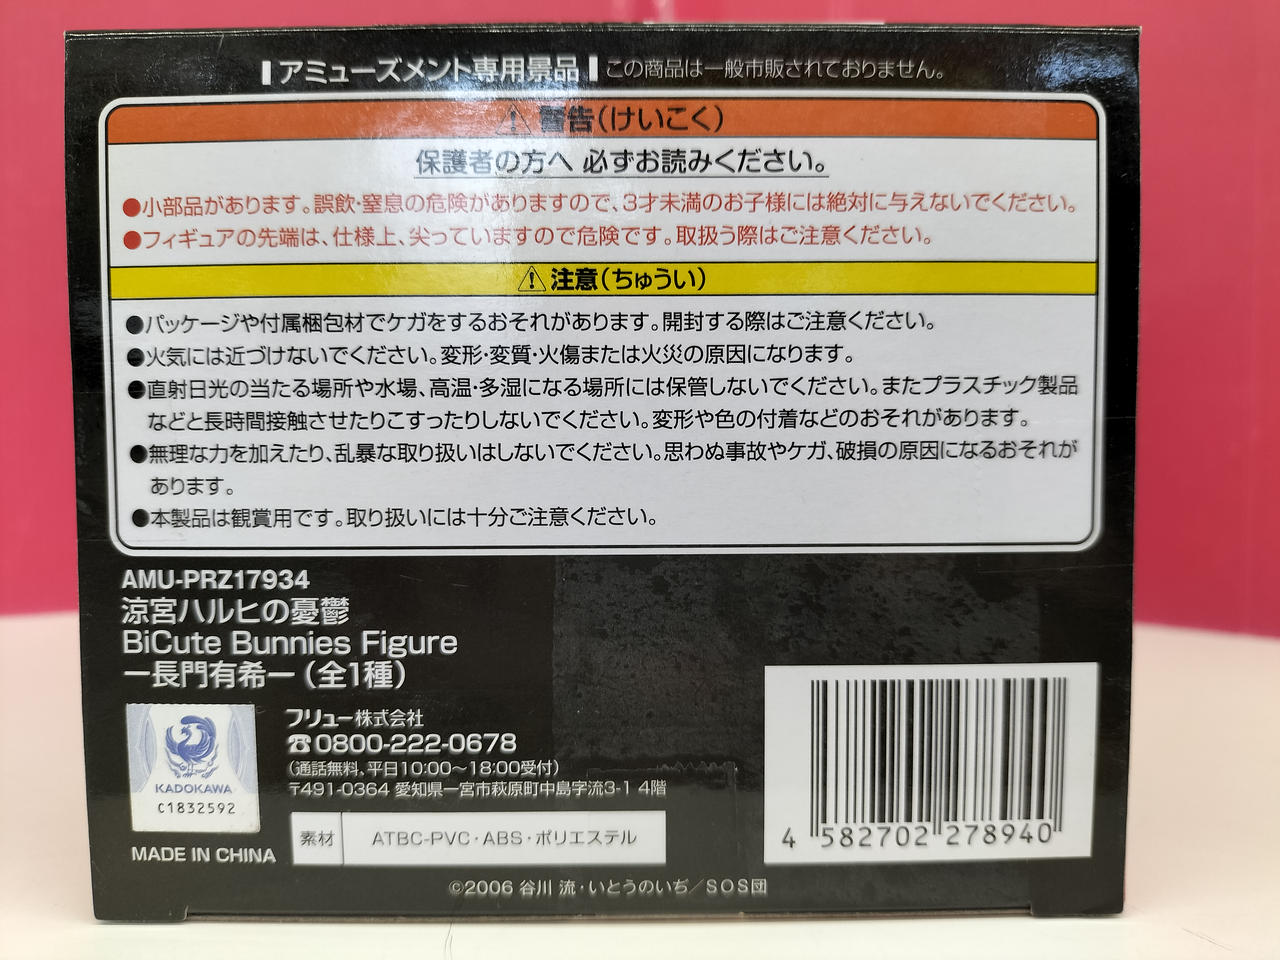 アミューズメント専用景品 この商品は一般市販されておりません。
警告(けいこく)
保護者の方へ 必ずお読みください。
●小部品があります。誤飲・窒息の危険がありますので、3才未満のお子様には絶対に与えないでください。
●フィギュアの先端は、仕様上、尖っていますので危険です。取扱う際はご注意ください。
注意(ちゅうい)
●パッケージや付属梱包材でケガをするおそれがあります。開封する際はご注意ください。
●火気には近づけないでください。変形・変質・火傷または火災の原因になります。
●直射日光の当たる場所や水場、高温・多湿になる場所には保管しないでください。またプラスチック製品
などと長時間接触させたりこすったりしないでください。変形や色の付着などのおそれがあります。
●無理な力を加えたり、乱暴な取り扱いはしないでください。思わぬ事故やケガ、破損の原因になるおそれが
あります。
●本製品は観賞用です。取り扱いには十分ご注意ください。
AMU-PRZ17934
涼宮ハルヒの憂鬱
BiCute Bunnies Figure
ー長門有希ー(全1種)
フリュー株式会社
☎0800-222-0678
(通話無料、平日10:00〜18:00受付)
〒491-0364 愛知県一宮市萩原町中島字流3-1 4階
KADOKAWA
C1832592
MADE IN CHINA
素材 ATBC-PVC・ABS・ポリエステル
4 582702 278940
©2006 谷川 流・いとうのいぢ/SOS団